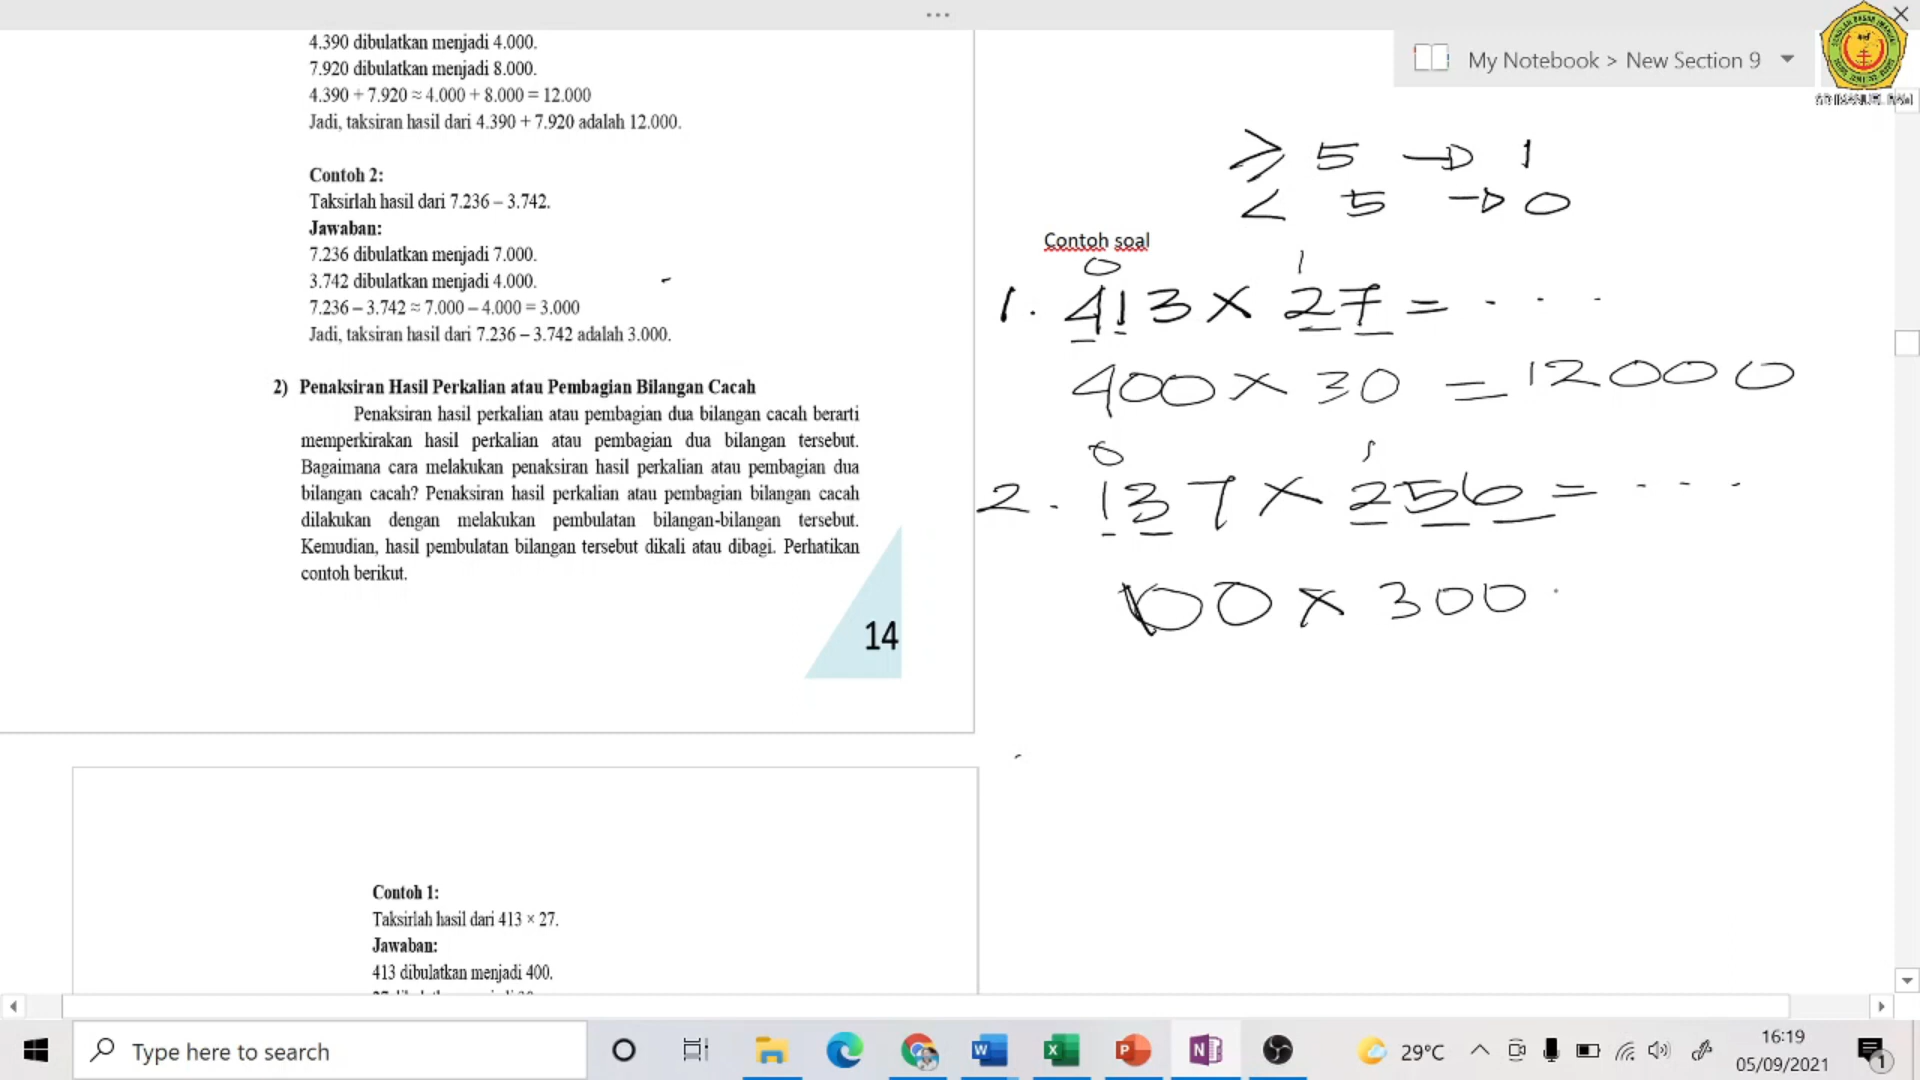 4.390 dibulatkan menjadi 4.000.
7.920 dibulatkan menjadi 8.000.
4.390 + 7.920 ≈ 4.000 + 8.000 = 12.000
Jadi, taksiran hasil dari 4.390 + 7.920 adalah 12.000.
Contoh 2:
Taksirlah hasil dari 7.236 – 3.742.
Jawaban:
7.236 dibulatkan menjadi 7.000.
3.742 dibulatkan menjadi 4.000.
7.236 – 3.742 ≈ 7.000 – 4.000 = 3.000
Jadi, taksiran hasil dari 7.236 – 3.742 adalah 3.000.
2) Penaksiran Hasil Perkalian atau Pembagian Bilangan Cacah
Penaksiran hasil perkalian atau pembagian dua bilangan cacah berarti
memperkirakan hasil perkalian atau pembagian dua bilangan tersebut.
Bagaimana cara melakukan penaksiran hasil perkalian atau pembagian dua
bilangan cacah? Penaksiran hasil perkalian atau pembagian bilangan cacah
dilakukan dengan melakukan pembulatan bilangan-bilangan tersebut.
Kemudian, hasil pembulatan bilangan tersebut dikali atau dibagi. Perhatikan
contoh berikut.
14
Contoh 1:
Taksirlah hasil dari 413 × 27.
Jawaban:
413 dibulatkan menjadi 400.
My Notebook > New Section 9
≥ 5 → 1
< 5 → 0
Contoh soal
0 1
1. 413 × 27 = . . .
400 × 30 = 12000
0 1
2. 137 × 256 = . . .
100 × 300
Type here to search
29°C
16:19
05/09/2021
1